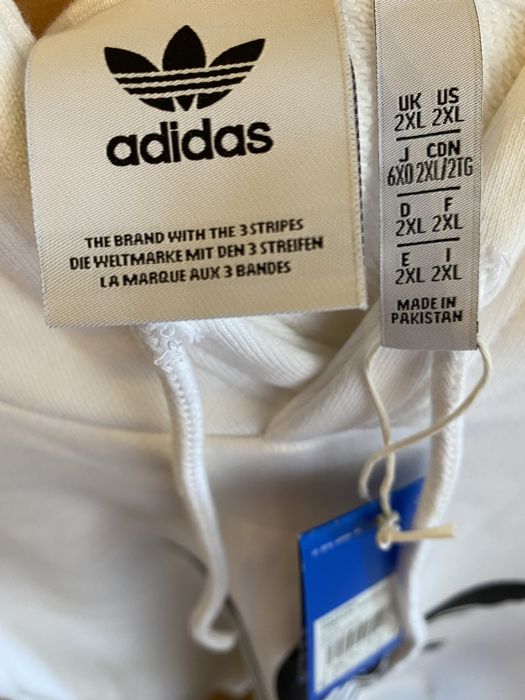 adidas
THE BRAND WITH THE 3 STRIPES
DIE WELTMARKE MIT DEN 3 STREIFEN
LA MARQUE AUX 3 BANDES
UK US
2XL 2XL
J CDN
6XO 2XL/2TG
D F
2XL 2XL
E I
2XL 2XL
MADE IN
PAKISTAN